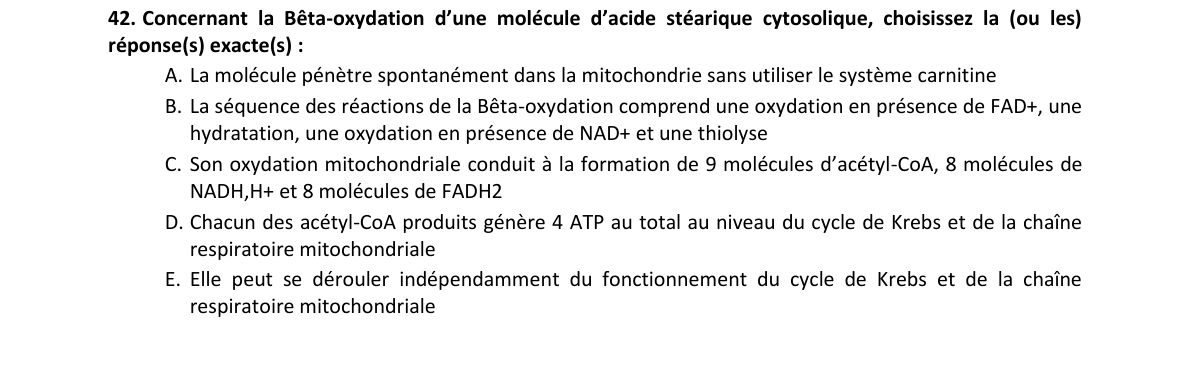 42. Concernant la Bêta-oxydation d’une molécule d’acide stéarique cytosolique, choisissez la (ou les)
réponse(s) exacte(s) :
A. La molécule pénètre spontanément dans la mitochondrie sans utiliser le système carnitine
B. La séquence des réactions de la Bêta-oxydation comprend une oxydation en présence de FAD+, une
hydratation, une oxydation en présence de NAD+ et une thiolyse
C. Son oxydation mitochondriale conduit à la formation de 9 molécules d’acétyl-CoA, 8 molécules de
NADH,H+ et 8 molécules de FADH2
D. Chacun des acétyl-CoA produits génère 4 ATP au total au niveau du cycle de Krebs et de la chaîne
respiratoire mitochondriale
E. Elle peut se dérouler indépendamment du fonctionnement du cycle de Krebs et de la chaîne
respiratoire mitochondriale